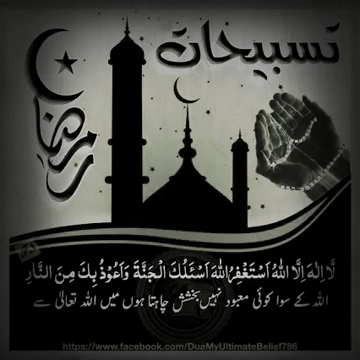 تسبیحات
رمضان
لَا اِلٰهَ اِلَّا اللّٰهُ اَسْتَغْفِرُ اللّٰهَ اَسْئَلُكَ الْجَنَّةَ وَاَعُوْذُ بِكَ مِنَ النَّارِ
اللہ کے سوا کوئی معبود نہیں بخشش چاہتا ہوں میں اللہ تعالیٰ سے
https://www.facebook.com/DuaMyUltimateBelief786